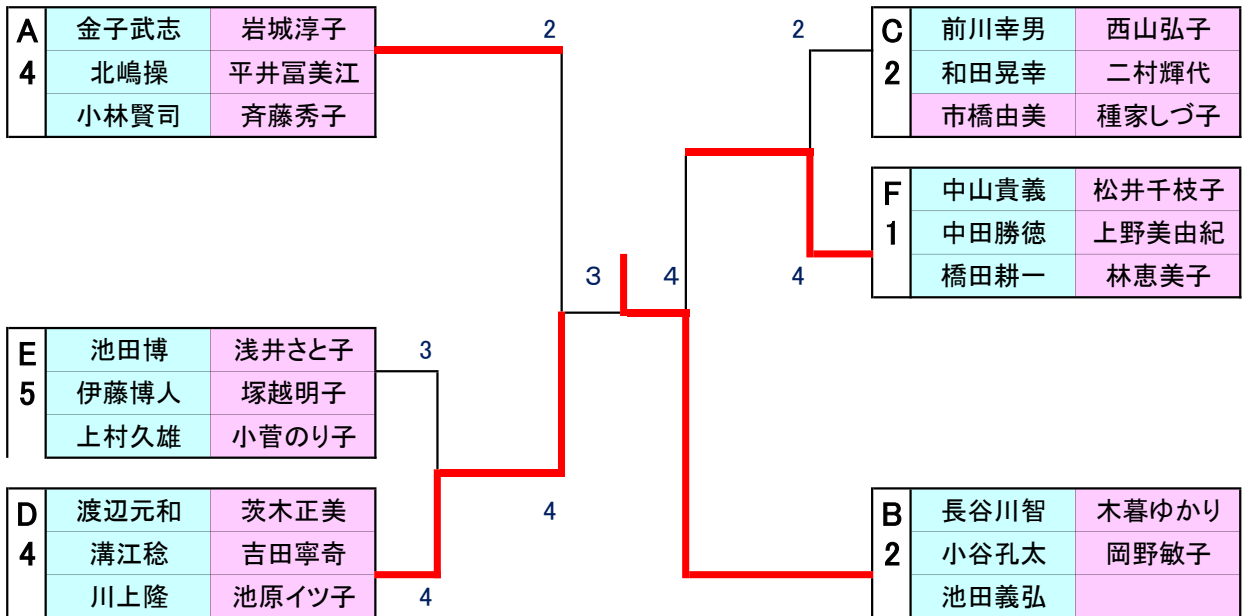 A 金子武志 岩城淳子
4 北嶋操 平井冨美江
小林賢司 斉藤秀子
2
2
C 前川幸男 西山弘子
2 和田晃幸 二村輝代
市橋由美 種家しづ子
F 中山貴義 松井千枝子
1 中田勝徳 上野美由紀
橋田耕一 林恵美子
3 4 4
E 池田博 浅井さと子
5 伊藤博人 塚越明子
上村久雄 小菅のり子
3
D 渡辺元和 茨木正美
4 溝江稔 吉田寧奇
川上隆 池原イツ子
4
4
B 長谷川智 木暮ゆかり
2 小谷孔太 岡野敏子
池田義弘